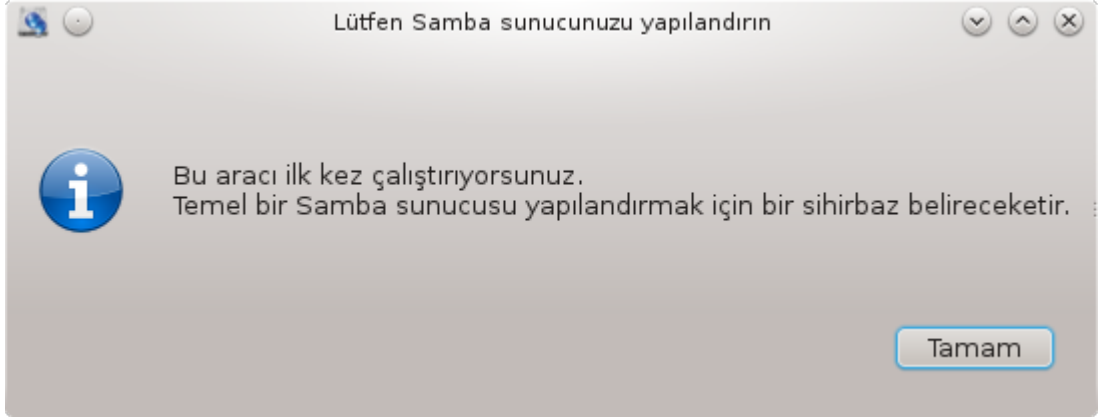 Lütfen Samba sunucunuzu yapılandırın
Bu aracı ilk kez çalıştırıyorsunuz.
Temel bir Samba sunucusu yapılandırmak için bir sihirbaz belireceketir.
Tamam